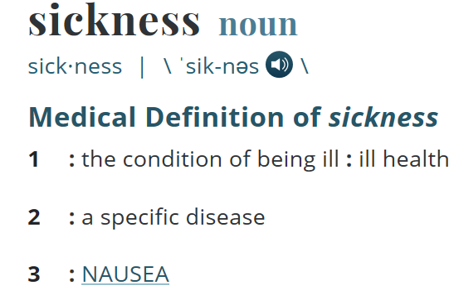 sickness noun
sick·ness | \ ˈsik-nəs \
Medical Definition of sickness
1 : the condition of being ill : ill health
2 : a specific disease
3 : NAUSEA